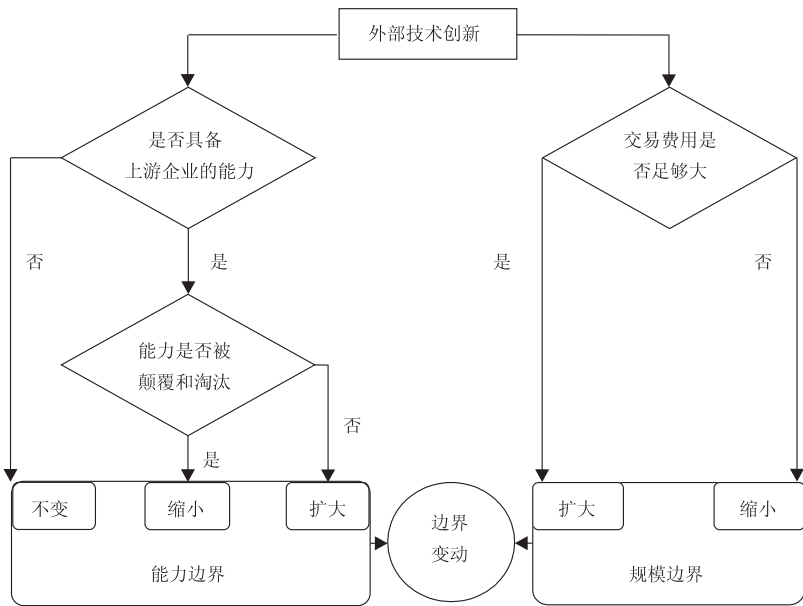 外部技术创新
是否具备
上游企业的能力
交易费用是
否足够大
否
是
是
否
能力是否被
颠覆和淘汰
否
是
不变
缩小
扩大
能力边界
边界
变动
扩大
缩小
规模边界